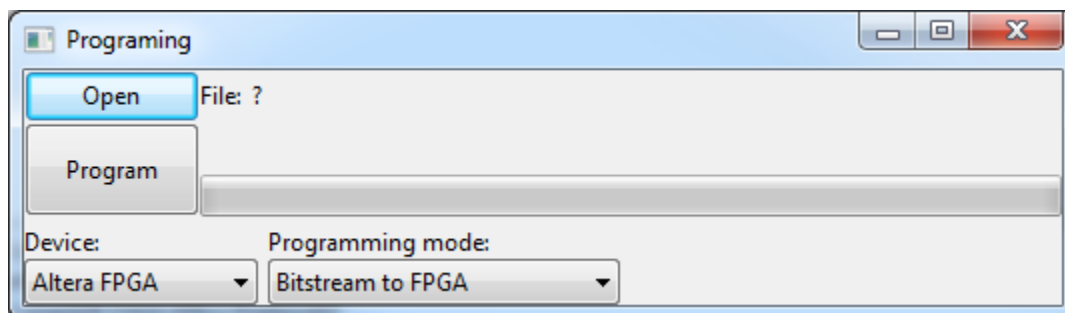 Programing
Open File: ?
Program
Device: Programming mode:
Altera FPGA Bitstream to FPGA